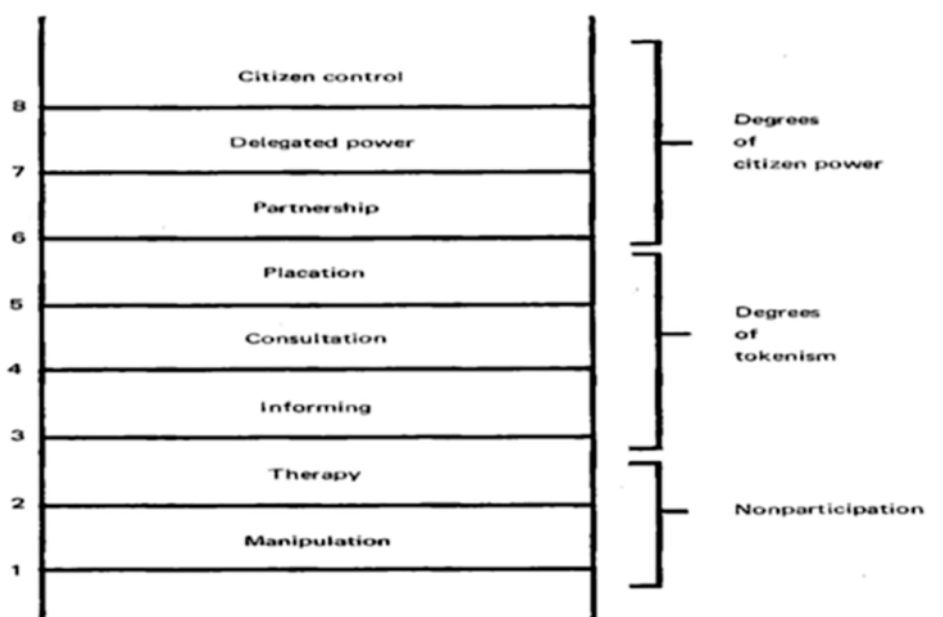 Citizen control
8
Delegated power
7
Partnership
6
Placation
5
Consultation
4
Informing
3
Therapy
2
Manipulation
1
Degrees
of
citizen power
Degrees
of
tokenism
Nonparticipation